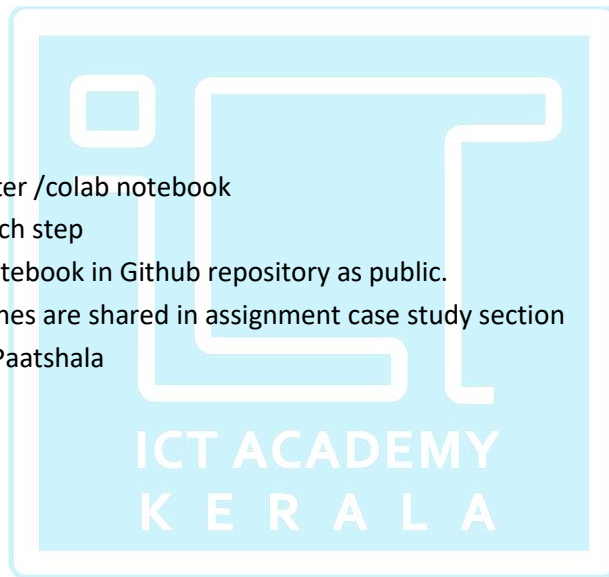 ter /colab notebook
ch step
tebook in Github repository as public.
nes are shared in assignment case study section
Paatshala
ICT ACADEMY
KERALA